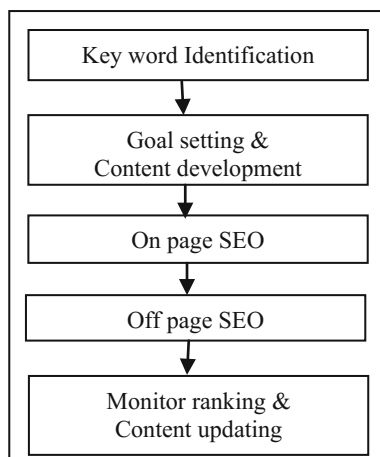 Key word Identification
Goal setting &
Content development
On page SEO
Off page SEO
Monitor ranking &
Content updating